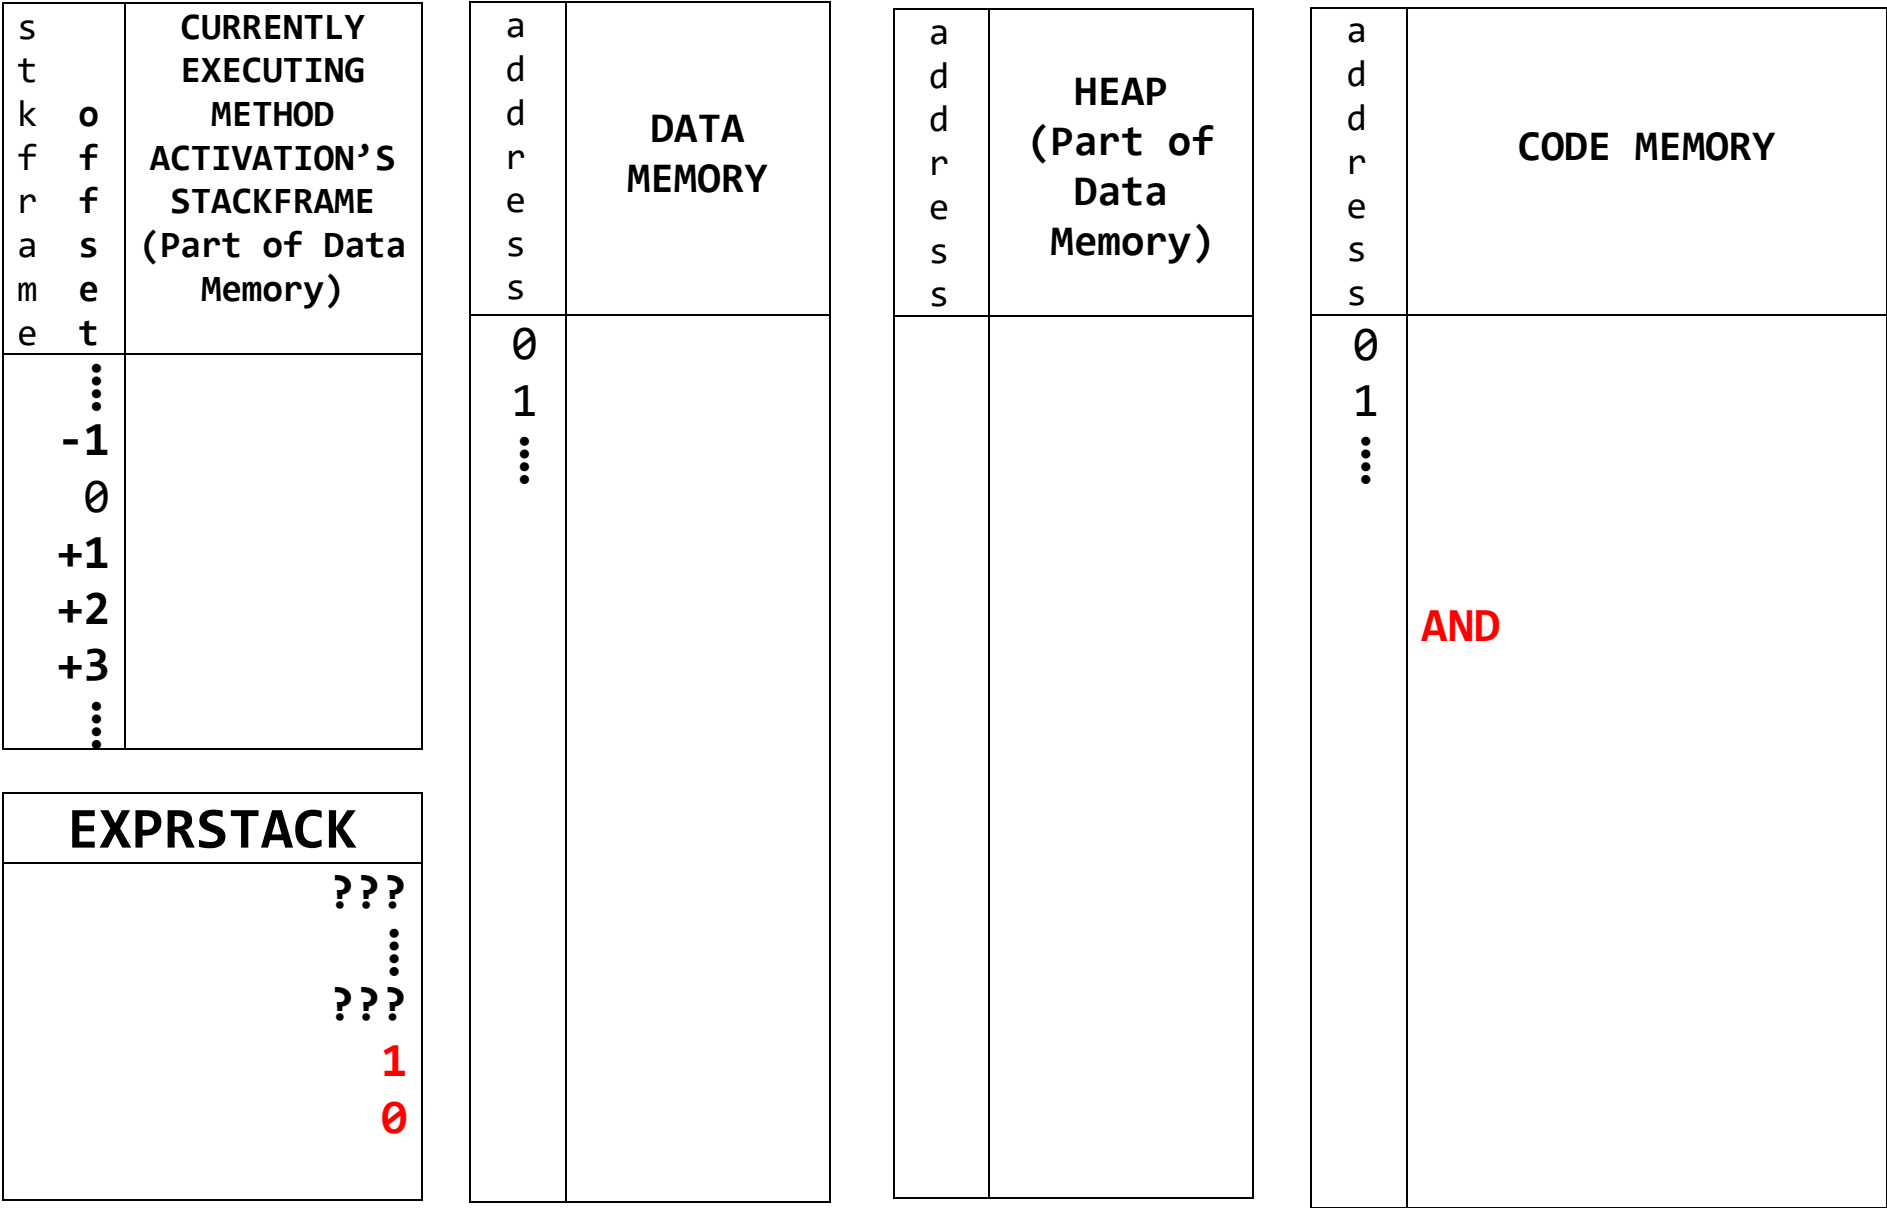 stkframe
offset
CURRENTLY
EXECUTING
METHOD
ACTIVATION’S
STACKFRAME
(Part of Data
Memory)
⋮
-1
0
+1
+2
+3
⋮
EXPRSTACK
???
⋮
???
1
0
address
DATA
MEMORY
0
1
⋮
address
HEAP
(Part of
Data
Memory)
address
CODE MEMORY
0
1
⋮
AND